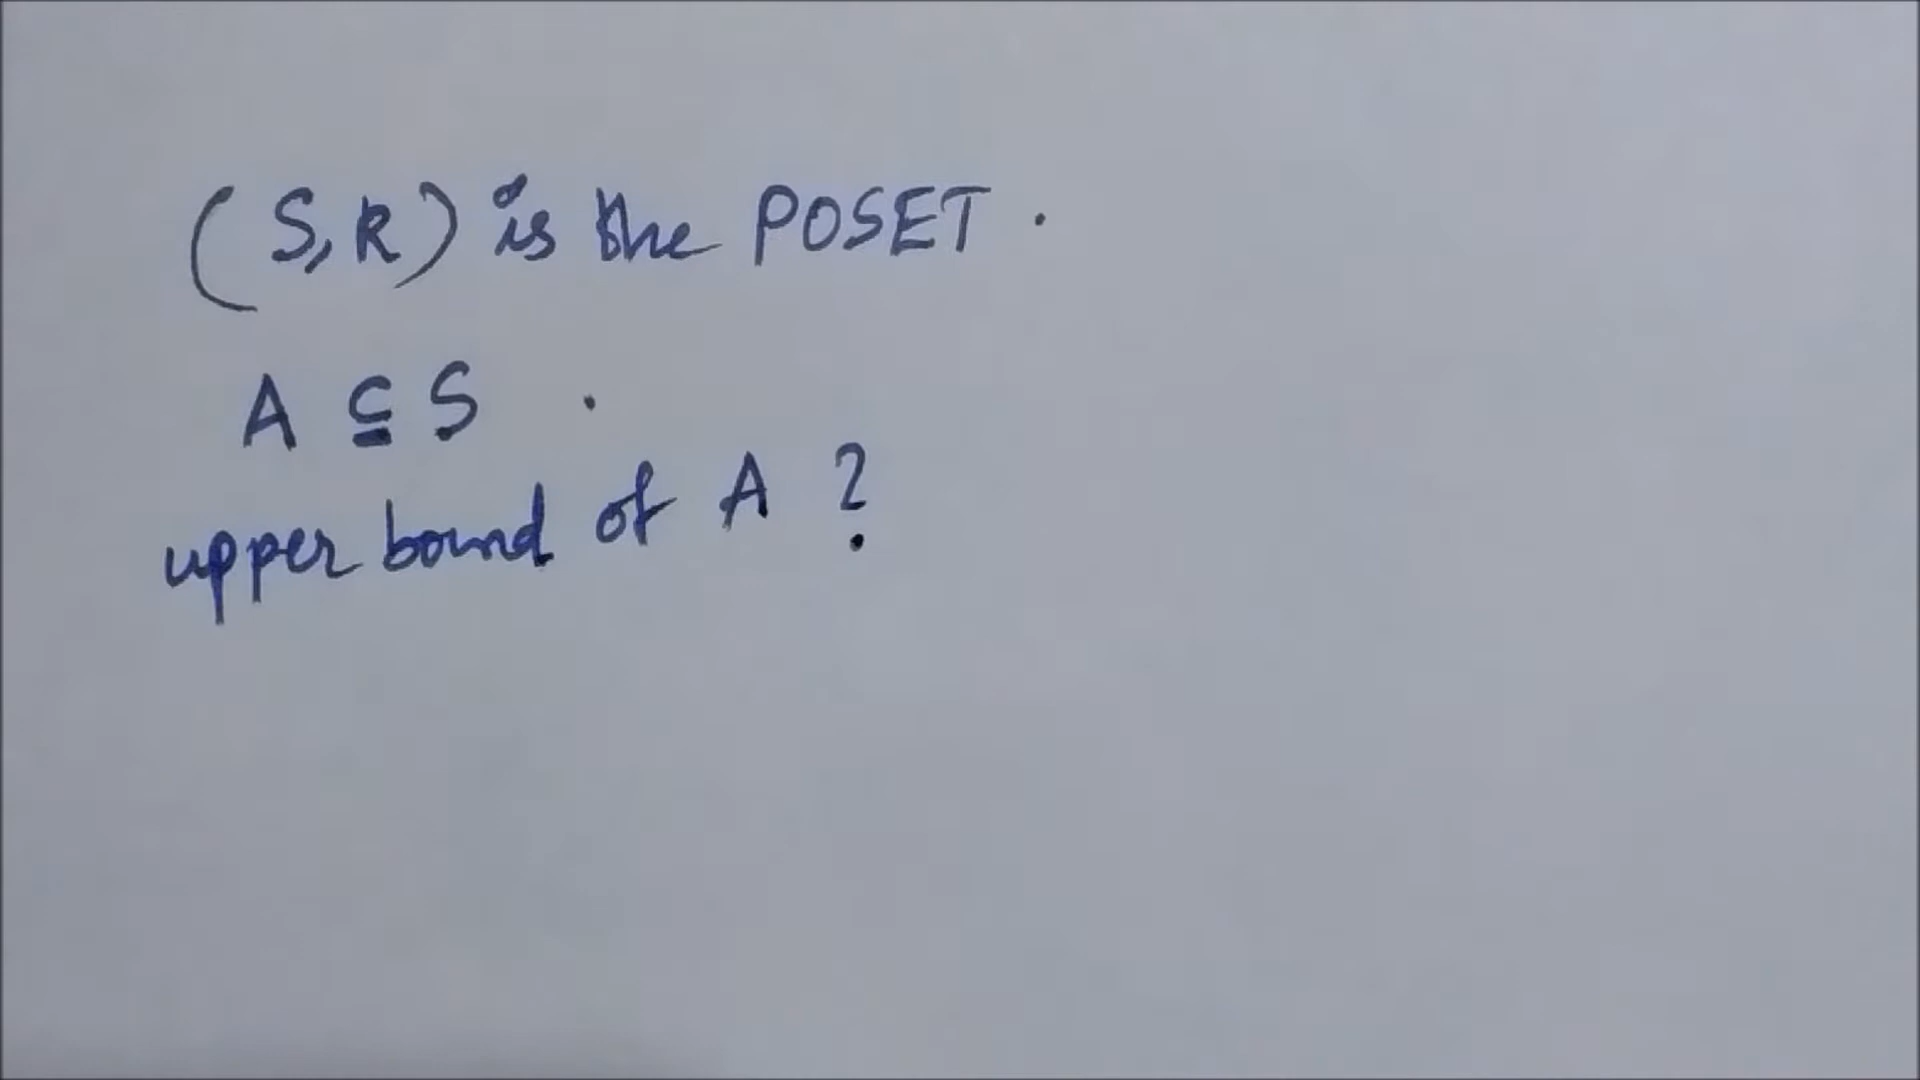 (S, R) is the POSET.
A ⊆ S .
upper bound of A ?